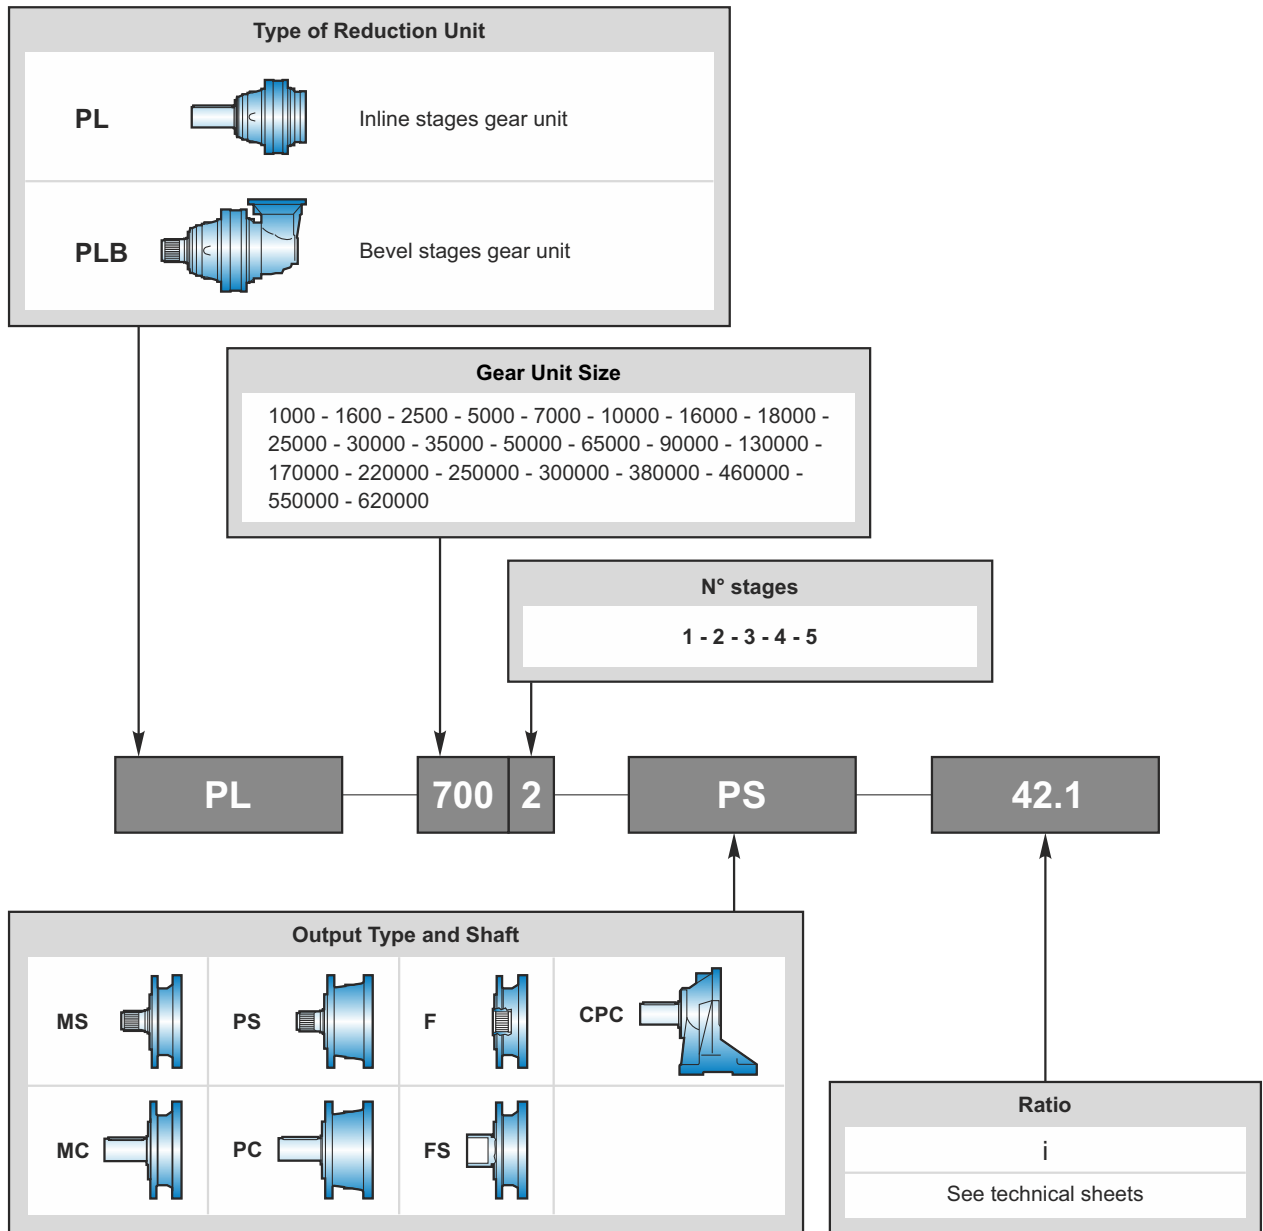 Type of Reduction Unit
PL
Inline stages gear unit
PLB
Bevel stages gear unit
Gear Unit Size
1000 - 1600 - 2500 - 5000 - 7000 - 10000 - 16000 - 18000 -
25000 - 30000 - 35000 - 50000 - 65000 - 90000 - 130000 -
170000 - 220000 - 250000 - 300000 - 380000 - 460000 -
550000 - 620000
N° stages
1 - 2 - 3 - 4 - 5
PL 700 2 PS 42.1
Output Type and Shaft
MS PS F CPC
MC PC FS
Ratio
i
See technical sheets